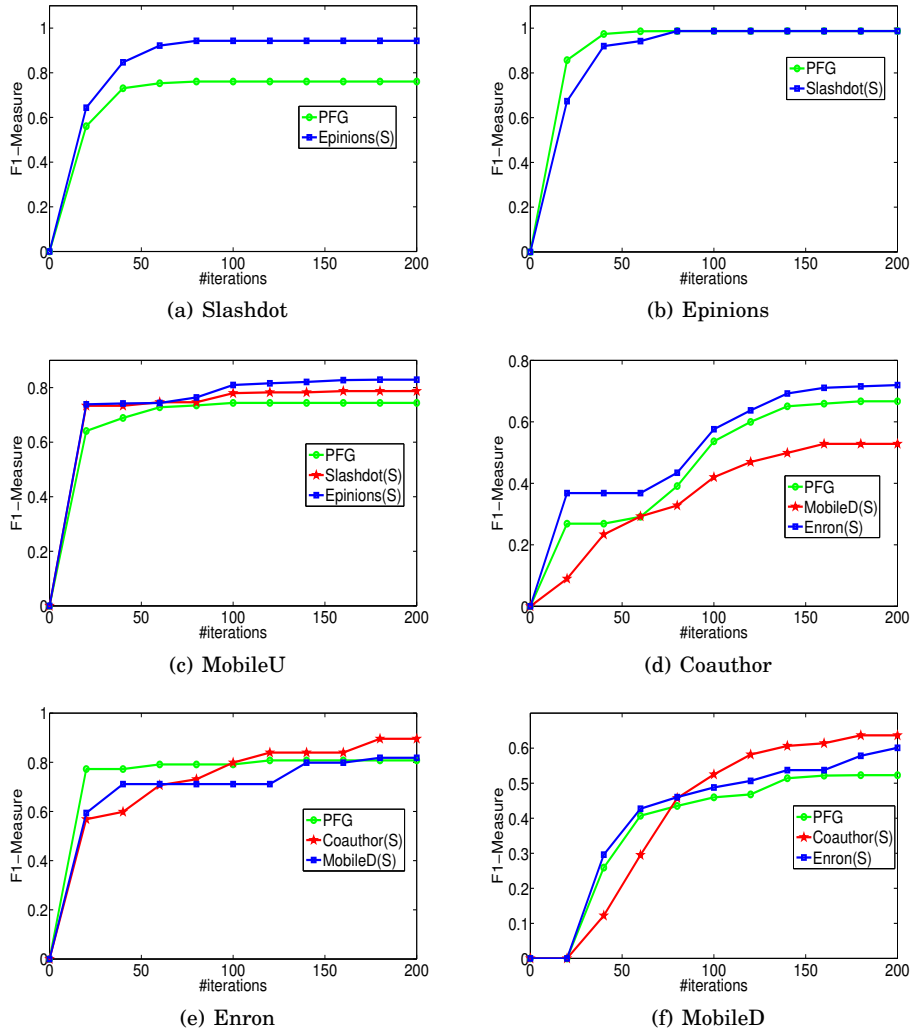 1
0.8
0.6
0.4
0.2
0
F1-Measure
0 50 100 150 200
#iterations
PFG
Epinions(S)
(a) Slashdot
1
0.8
0.6
0.4
0.2
0
F1-Measure
0 50 100 150 200
#iterations
PFG
Slashdot(S)
(b) Epinions
0.8
0.6
0.4
0.2
0
F1-Measure
0 50 100 150 200
#iterations
PFG
Slashdot(S)
Epinions(S)
(c) MobileU
0.8
0.6
0.4
0.2
0
F1-Measure
0 50 100 150 200
#iterations
PFG
MobileD(S)
Enron(S)
(d) Coauthor
1
0.8
0.6
0.4
0.2
0
F1-Measure
0 50 100 150 200
#iterations
PFG
Coauthor(S)
MobileD(S)
(e) Enron
0.6
0.5
0.4
0.3
0.2
0.1
0
F1-Measure
0 50 100 150 200
#iterations
PFG
Coauthor(S)
Enron(S)
(f) MobileD